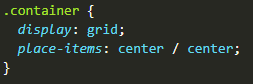 .container {
  display: grid;
  place-items: center / center;
}